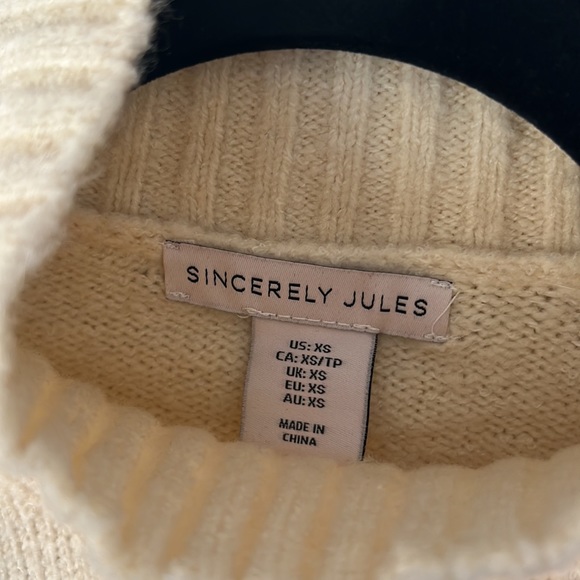 SINCERELY JULES
US: XS
CA: XS/TP
UK: XS
EU: XS
AU: XS
MADE IN
CHINA